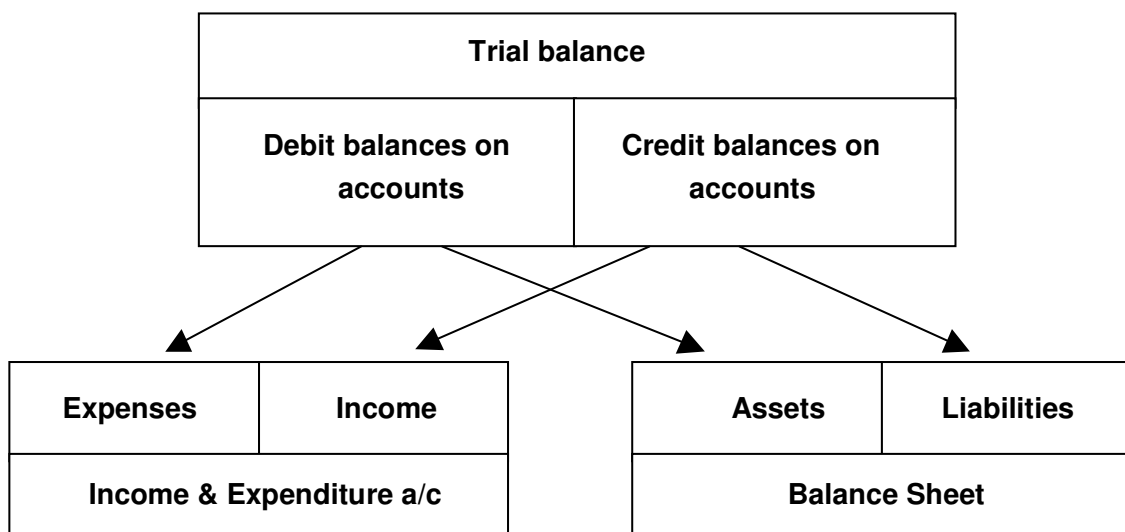 Trial balance
Debit balances on
accounts
Credit balances on
accounts
Expenses
Income
Assets
Liabilities
Income & Expenditure a/c
Balance Sheet